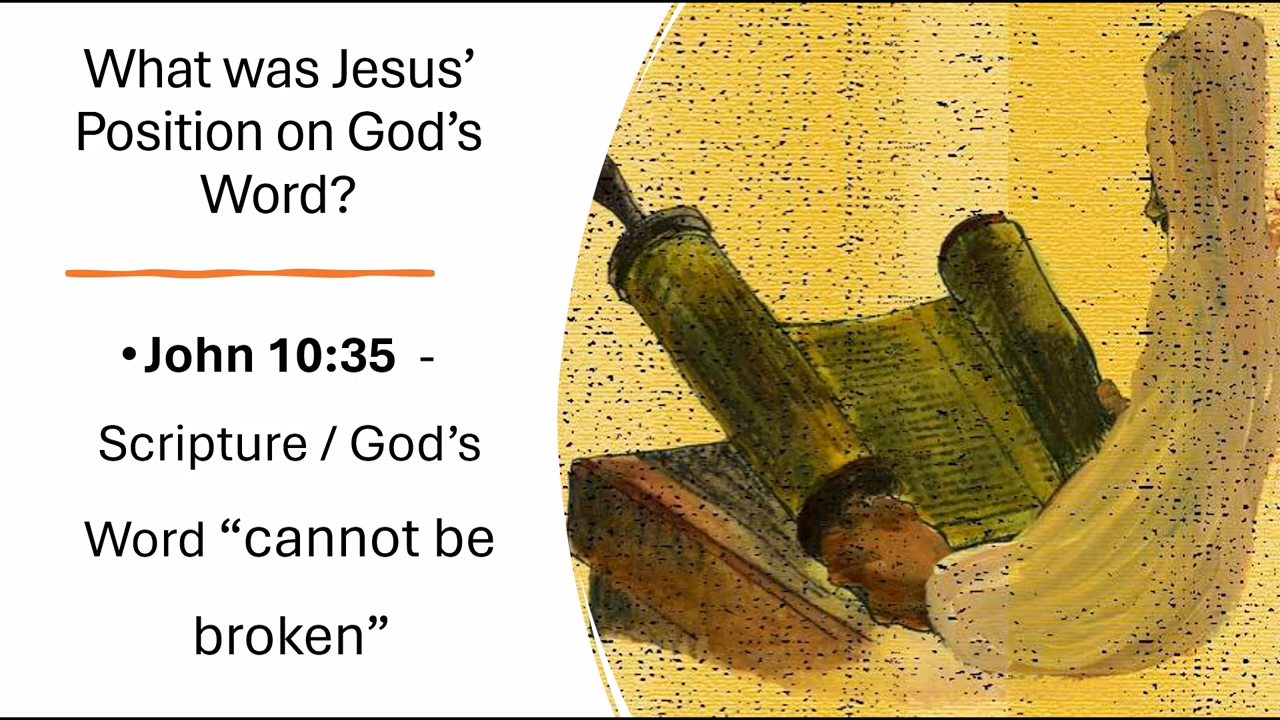 What was Jesus’
Position on God’s
Word?
•John 10:35 -
Scripture / God’s
Word “cannot be
broken”